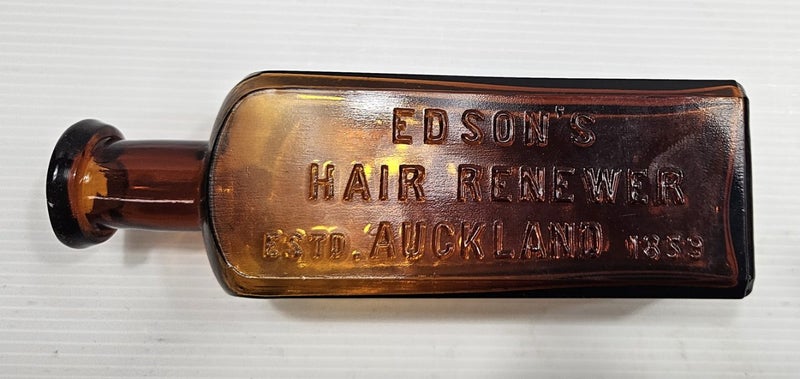 EDSON'S
HAIR RENEWER
ESTD. AUCKLAND 1859